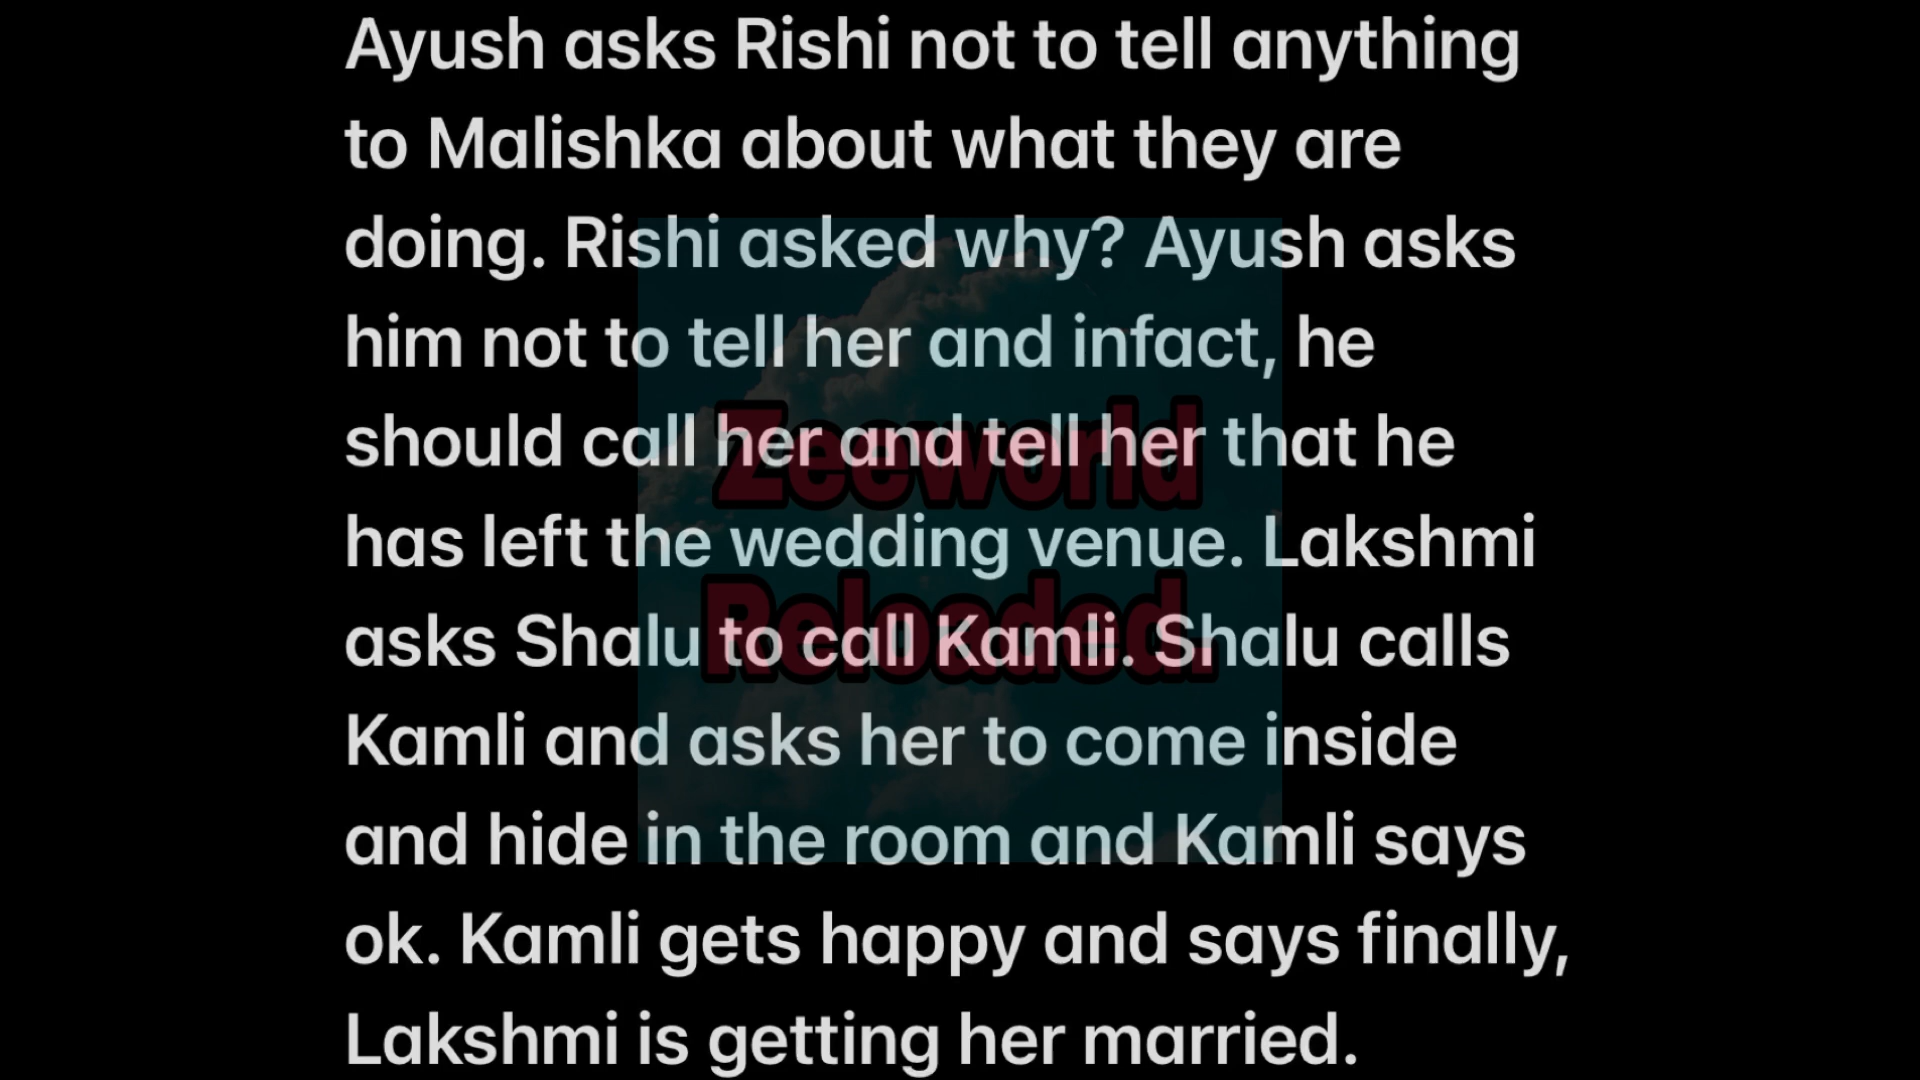 Ayush asks Rishi not to tell anything
to Malishka about what they are
doing. Rishi asked why? Ayush asks
him not to tell her and infact, he
should call her and tell her that he
has left the wedding venue. Lakshmi
asks Shalu to call Kamli. Shalu calls
Kamli and asks her to come inside
and hide in the room and Kamli says
ok. Kamli gets happy and says finally,
Lakshmi is getting her married.
Zeeworld
Reloaded.